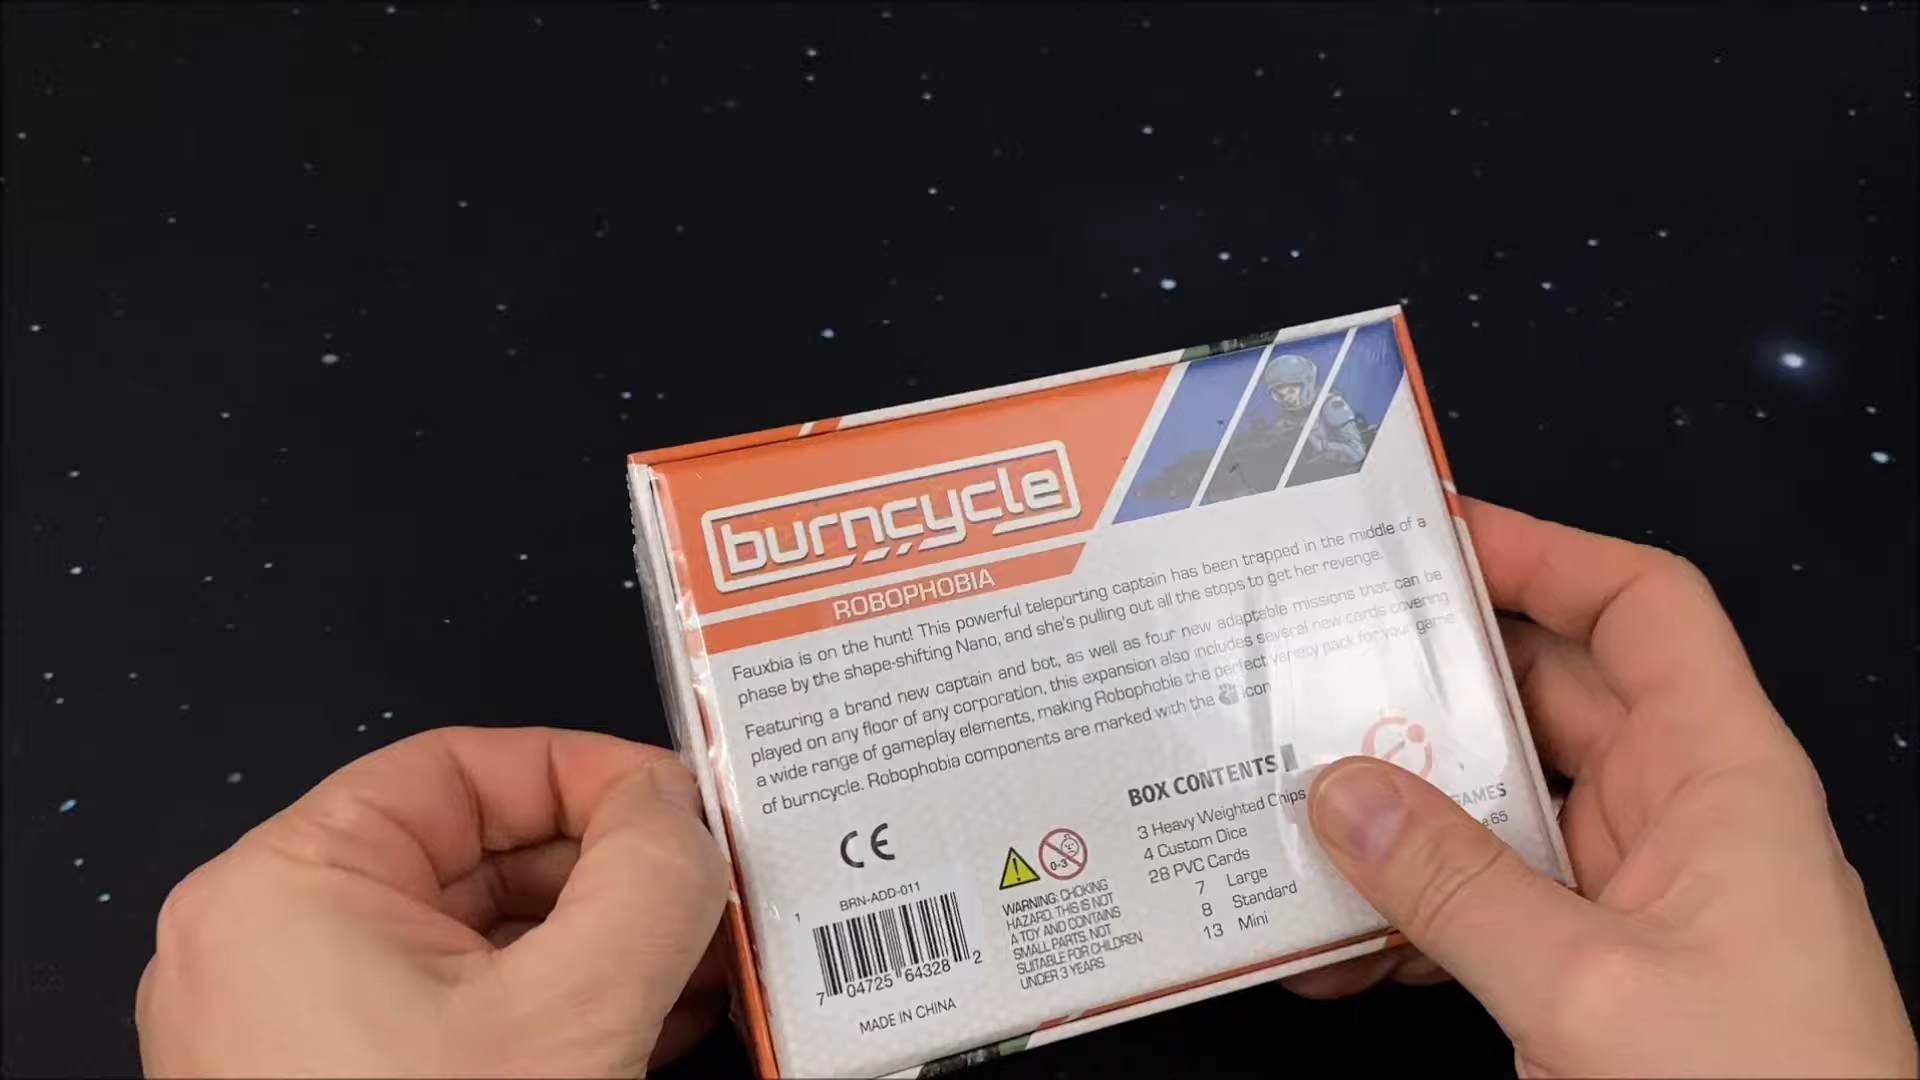 burncycle
ROBOPHOBIA
Fauxbia is on the hunt! This powerful teleporting captain has been trapped in the middle of a
phase by the shape-shifting Nano, and she's pulling out all the stops to get her revenge.
Featuring a brand new captain and bot, as well as four new adaptable missions that can be
played on any floor of any corporation, this expansion also includes several new cards covering
a wide range of gameplay elements, making Robophobia the perfect variety pack for your game
of burncycle. Robophobia components are marked with the icon
BOX CONTENTS
3 Heavy Weighted Chips
4 Custom Dice
28 PVC Cards
7 Large
8 Standard
13 Mini
GAMES
65
CE
0-3
WARNING: CHOKING
HAZARD. THIS IS NOT
A TOY AND CONTAINS
SMALL PARTS. NOT
SUITABLE FOR CHILDREN
UNDER 3 YEARS.
BRN-ADD-011
1
7 04725 64328 2
MADE IN CHINA